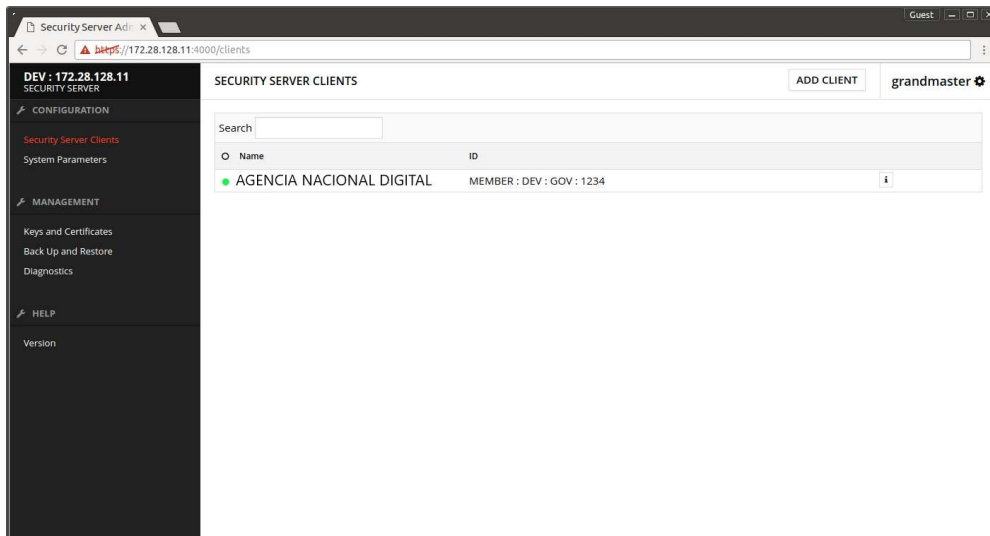 Guest
Security Server Adm
https://172.28.128.11:4000/clients
DEV : 172.28.128.11
SECURITY SERVER
SECURITY SERVER CLIENTS
ADD CLIENT
grandmaster
CONFIGURATION
Security Server Clients
System Parameters
MANAGEMENT
Keys and Certificates
Back Up and Restore
Diagnostics
HELP
Version
Search
Name ID
AGENCIA NACIONAL DIGITAL MEMBER : DEV : GOV : 1234 i